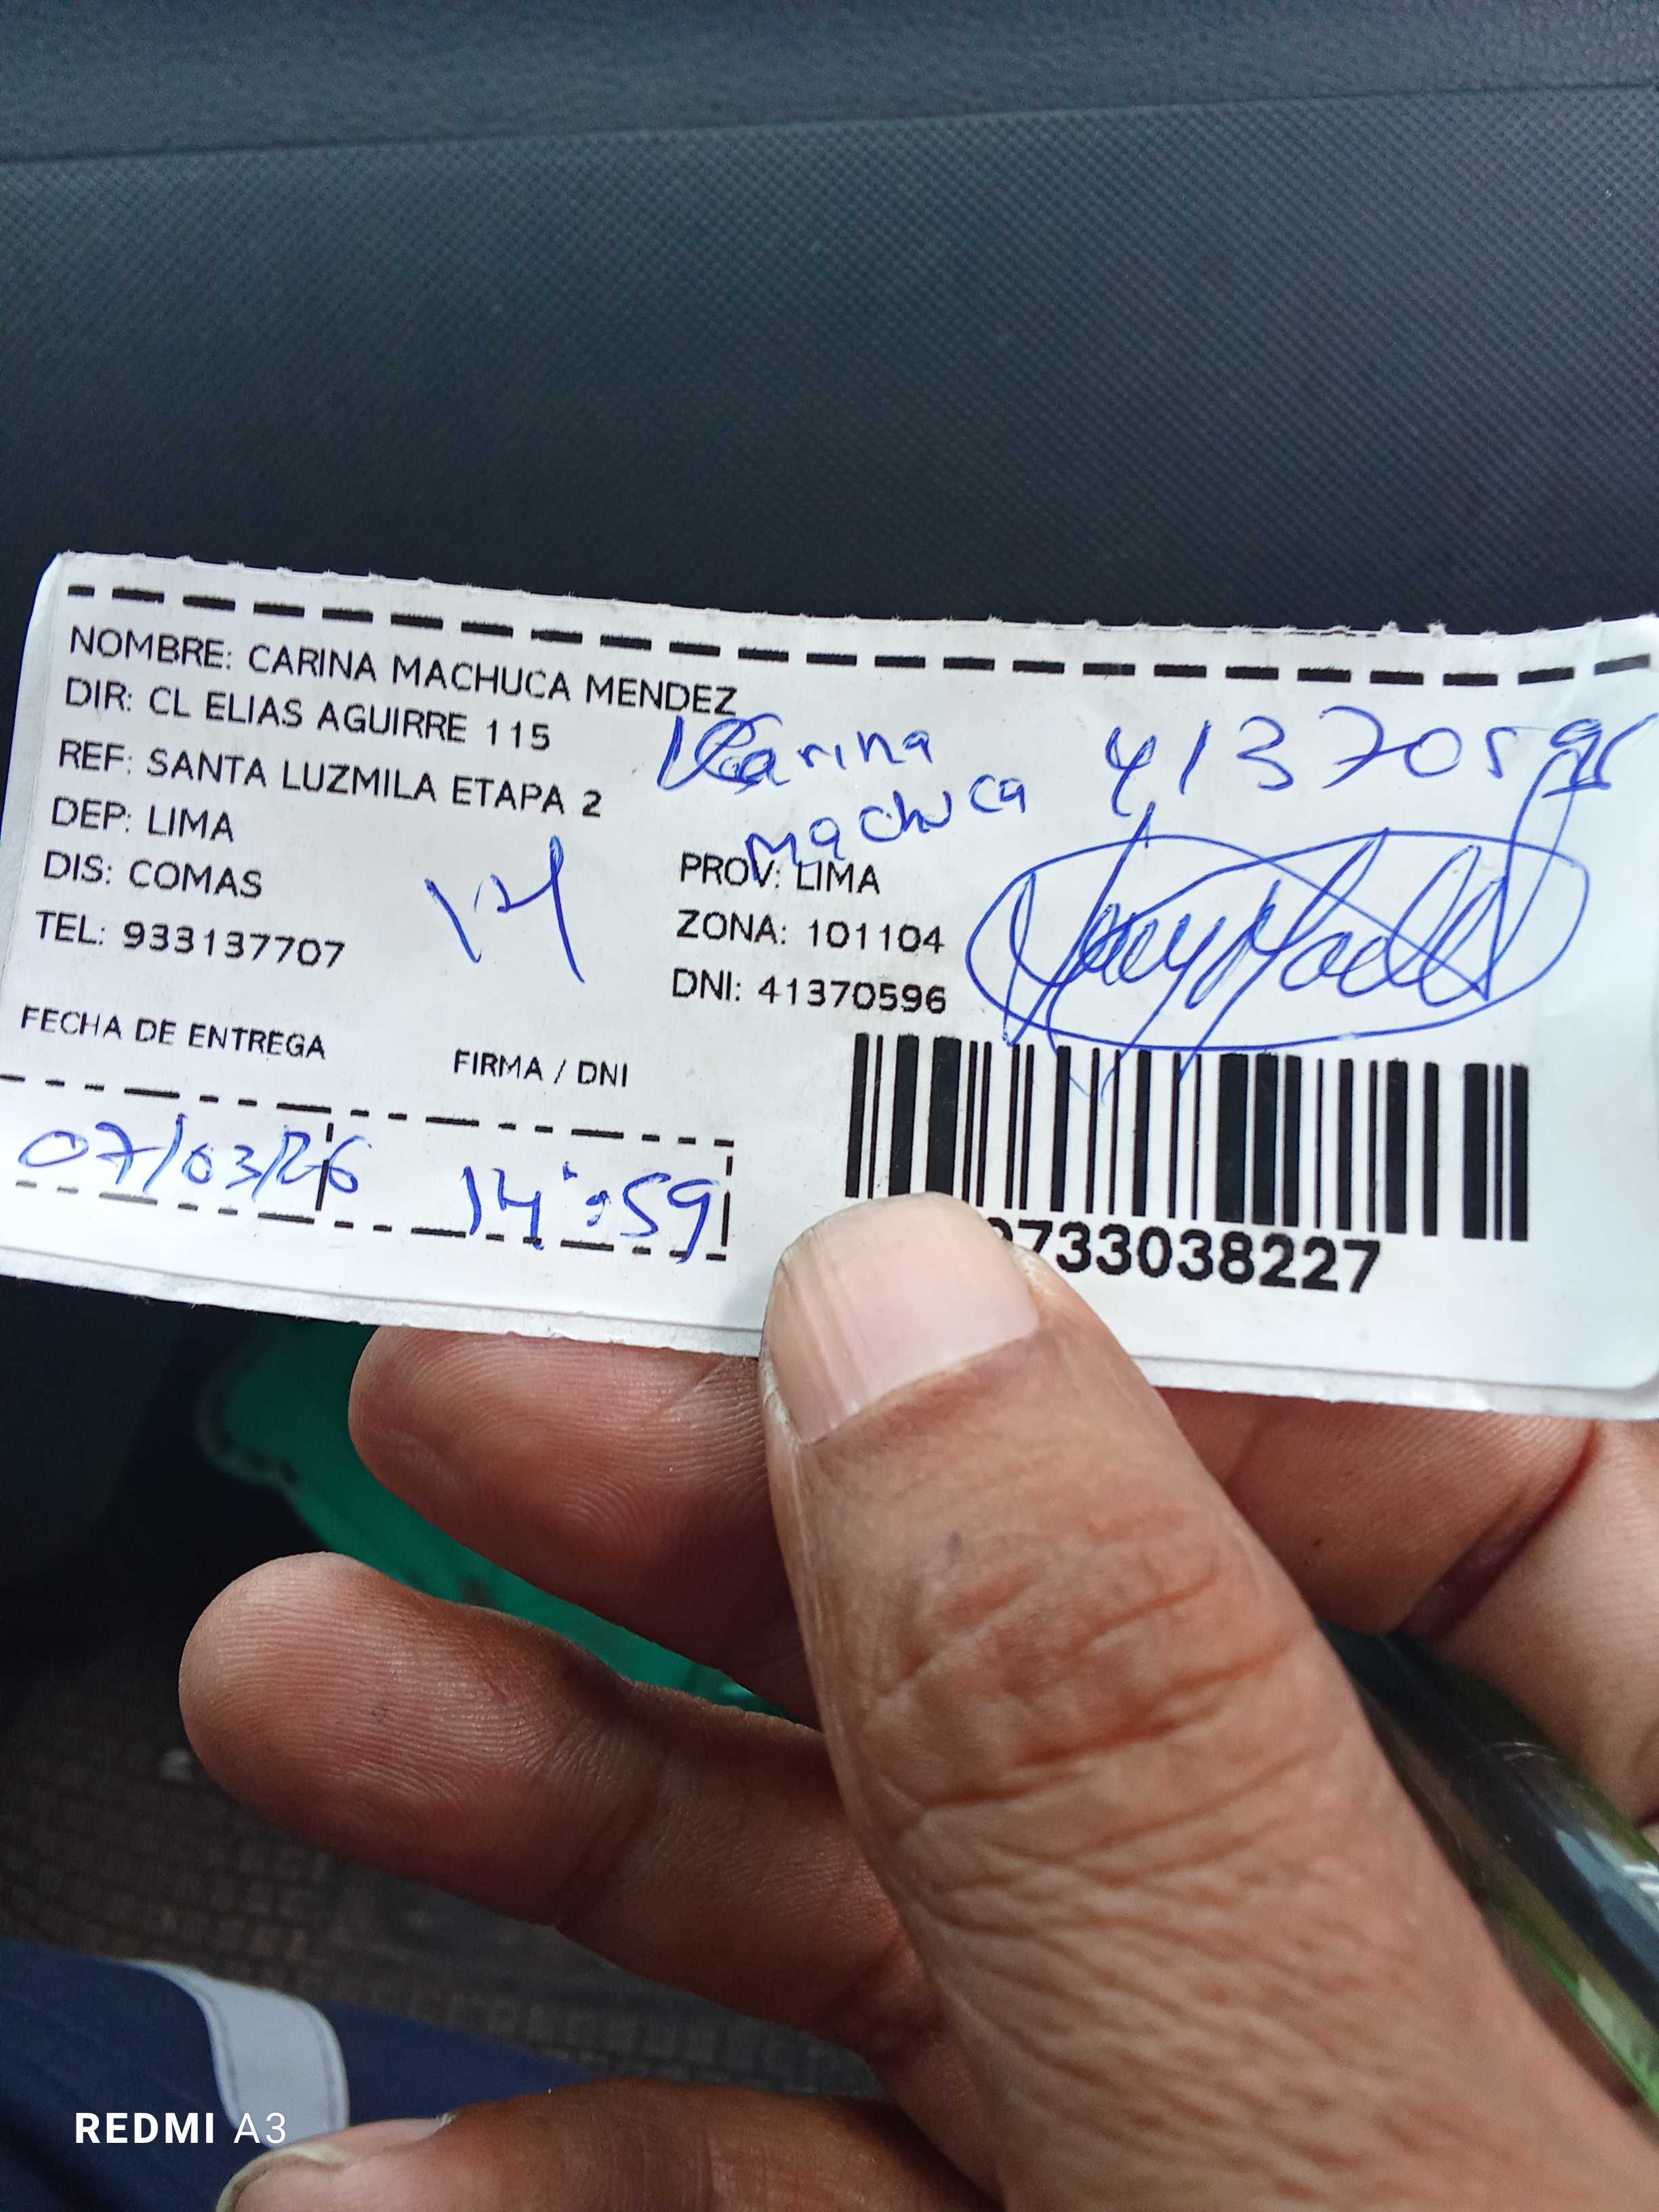 NOMBRE: CARINA MACHUCA MENDEZ
DIR: CL ELIAS AGUIRRE 115
REF: SANTA LUZMILA ETAPA 2
Karina 4137059
Machuca
DEP: LIMA
PROV: LIMA
DIS: COMAS
ZONA: 101104
TEL: 933137707
DNI: 41370596
FECHA DE ENTREGA
FIRMA / DNI
07/03/26 14:59
733038227
REDMI A3